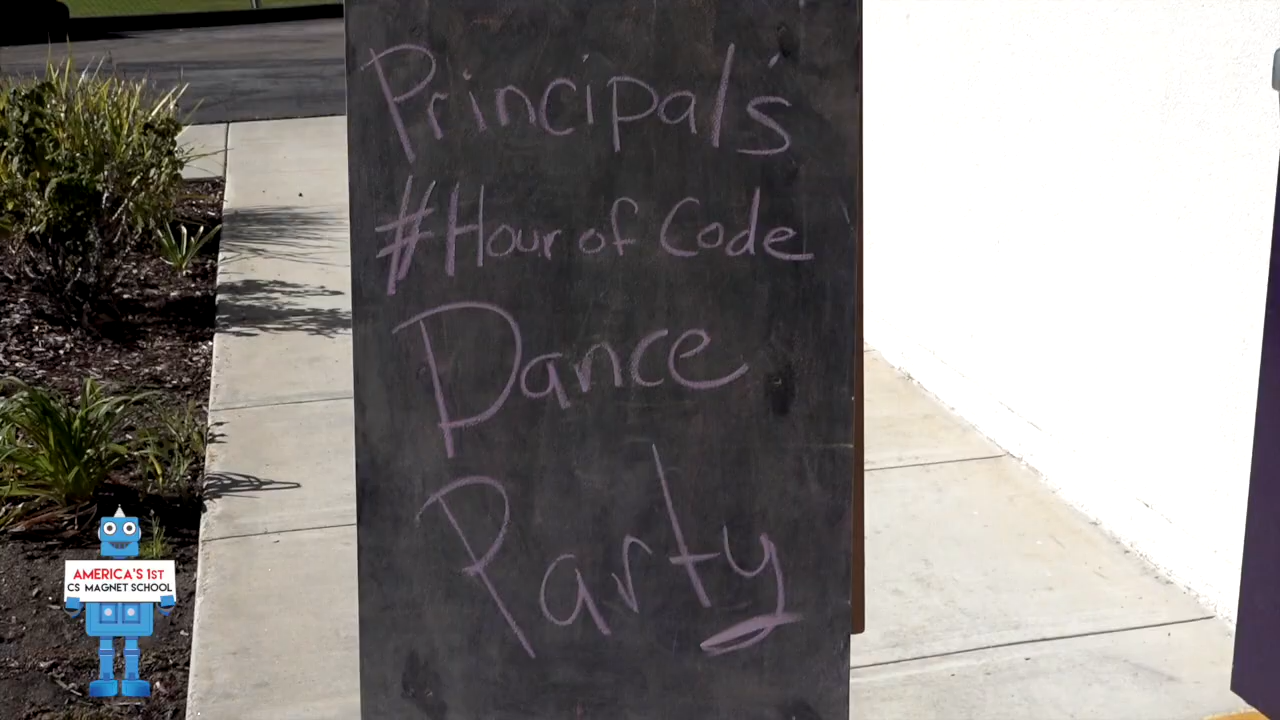 Principal's
#Hour of Code
Dance
Party
AMERICA'S 1ST
CS MAGNET SCHOOL